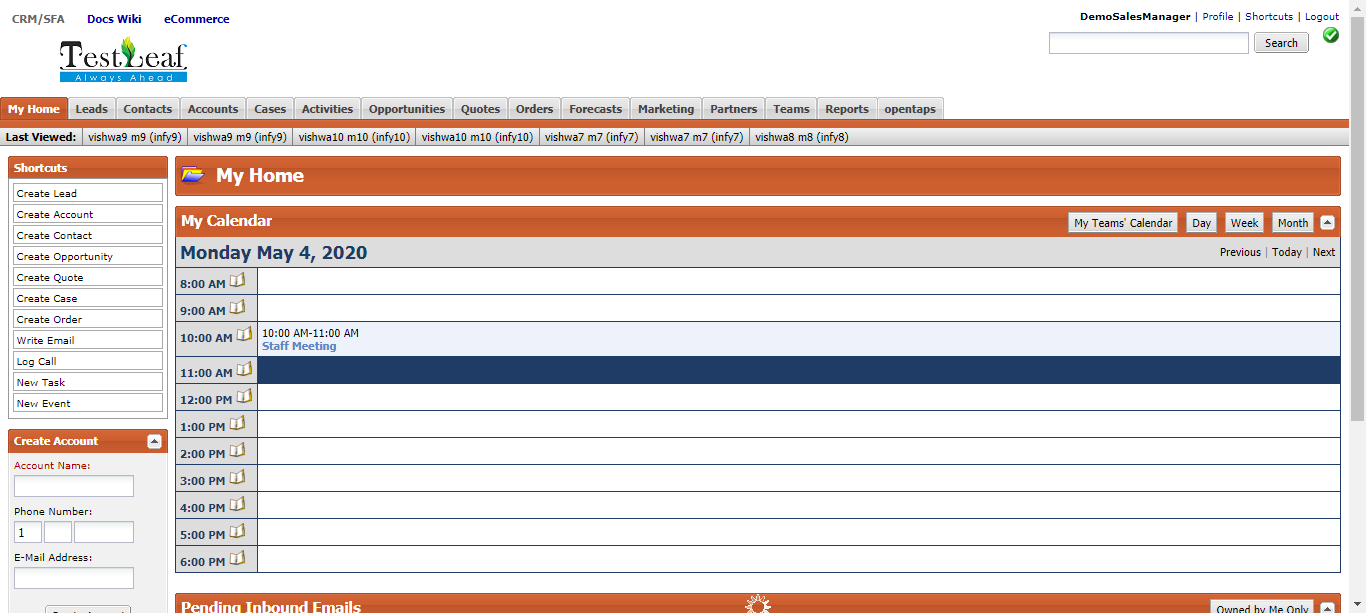 CRM/SFA Docs Wiki eCommerce
DemoSalesManager | Profile | Shortcuts | Logout
TestLeaf
Always Ahead
Search
My Home Leads Contacts Accounts Cases Activities Opportunities Quotes Orders Forecasts Marketing Partners Teams Reports opentaps
Last Viewed: vishwa9 m9 (infy9) vishwa9 m9 (infy9) vishwa10 m10 (infy10) vishwa10 m10 (infy10) vishwa7 m7 (infy7) vishwa7 m7 (infy7) vishwa8 m8 (infy8)
Shortcuts
Create Lead
Create Account
Create Contact
Create Opportunity
Create Quote
Create Case
Create Order
Write Email
Log Call
New Task
New Event
Create Account
Account Name:
Phone Number:
1
E-Mail Address:
Create Account
My Home
My Calendar
My Teams' Calendar Day Week Month
Monday May 4, 2020
Previous | Today | Next
8:00 AM
9:00 AM
10:00 AM 10:00 AM-11:00 AM
Staff Meeting
11:00 AM
12:00 PM
1:00 PM
2:00 PM
3:00 PM
4:00 PM
5:00 PM
6:00 PM
Pending Inbound Emails
Owned by Me Only